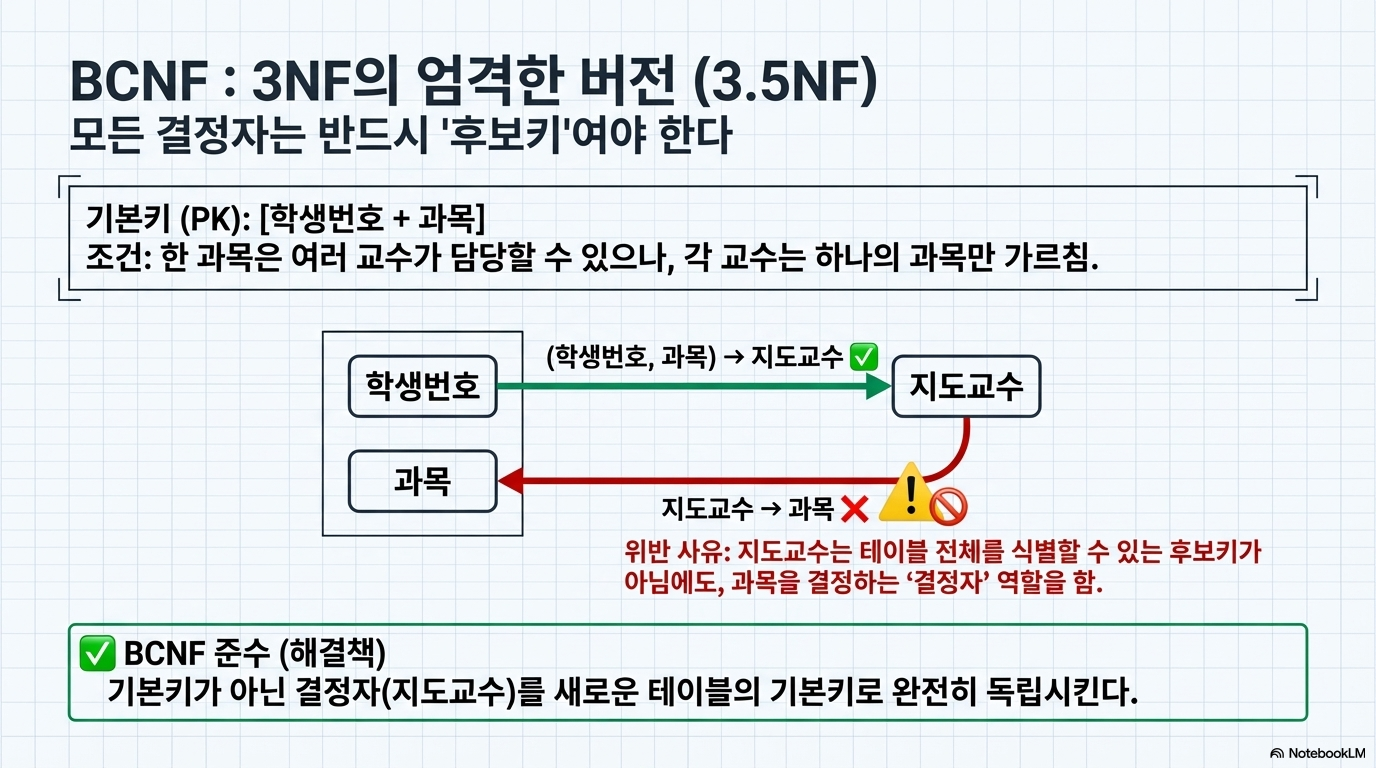 BCNF : 3NF의 엄격한 버전 (3.5NF)
모든 결정자는 반드시 '후보키'여야 한다
기본키 (PK): [학생번호 + 과목]
조건: 한 과목은 여러 교수가 담당할 수 있으나, 각 교수는 하나의 과목만 가르침.
(학생번호, 과목) → 지도교수 ✅
학생번호
지도교수
과목
지도교수 → 과목 ❌
위반 사유: 지도교수는 테이블 전체를 식별할 수 있는 후보키가
아님에도, 과목을 결정하는 ‘결정자’ 역할을 함.
✅ BCNF 준수 (해결책)
기본키가 아닌 결정자(지도교수)를 새로운 테이블의 기본키로 완전히 독립시킨다.
NotebookLM